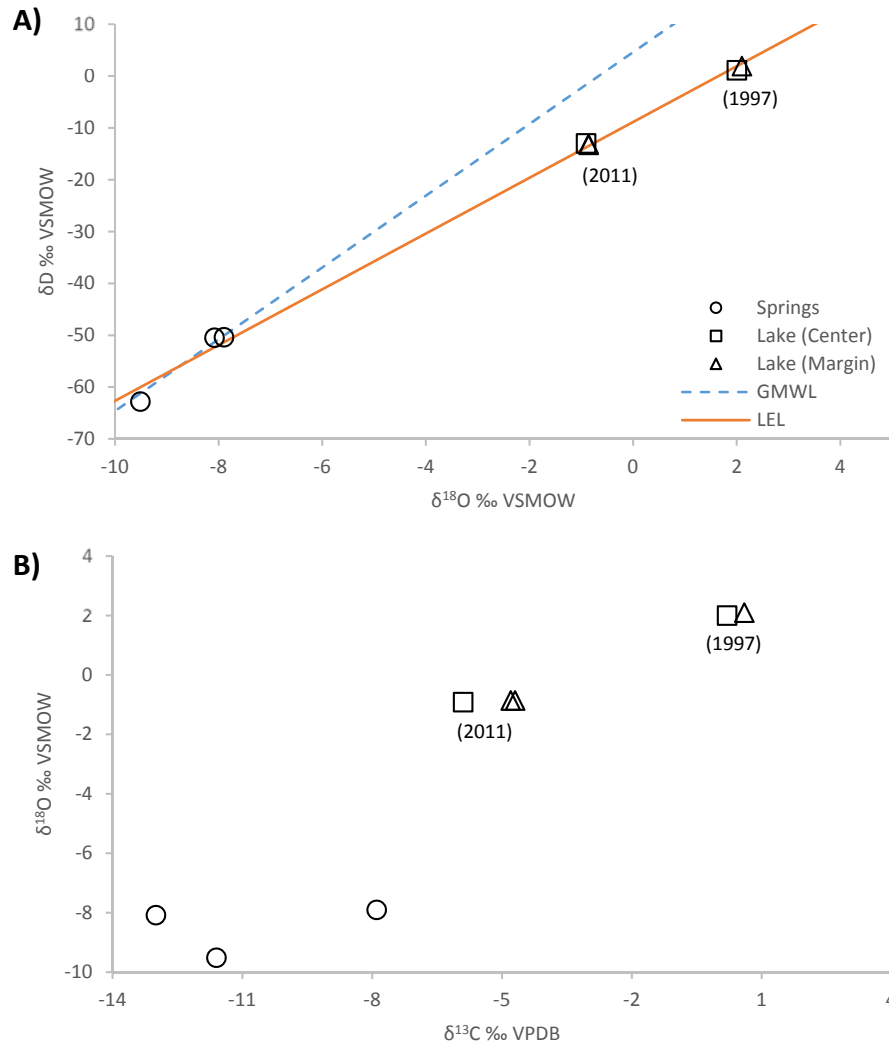 A)
10
0
-10
-20
-30
-40
-50
-60
-70
δD ‰ VSMOW
(1997)
(2011)
Springs
Lake (Center)
Lake (Margin)
GMWL
LEL
-10 -8 -6 -4 -2 0 2 4
δ¹⁸O ‰ VSMOW
B)
4
2
0
-2
-4
-6
-8
-10
δ¹⁸O ‰ VSMOW
(1997)
(2011)
-14 -11 -8 -5 -2 1 4
δ¹³C ‰ VPDB